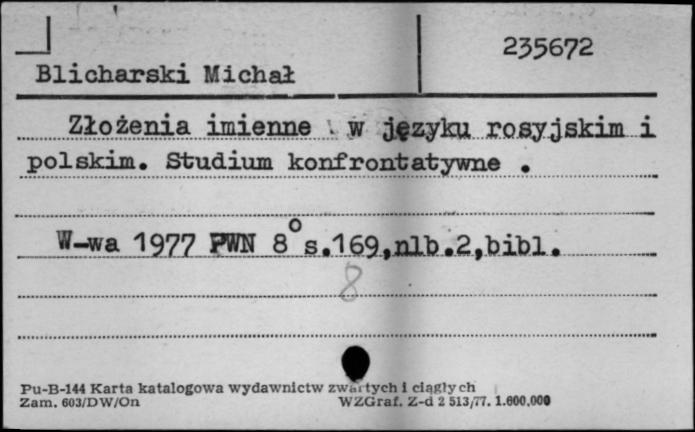 235672
Blicharski Michał
Złożenia imienne w języku rosyjskim i
polskim. Studium konfrontatywne .
W-wa 1977 PWN 8° s.169,nlb.2,bibl.
8
Pu-B-144 Karta katalogowa wydawnictw zwartych i ciągłych
Zam. 603/DW/On WZGraf. Z-d 2 513/77. 1.600.000